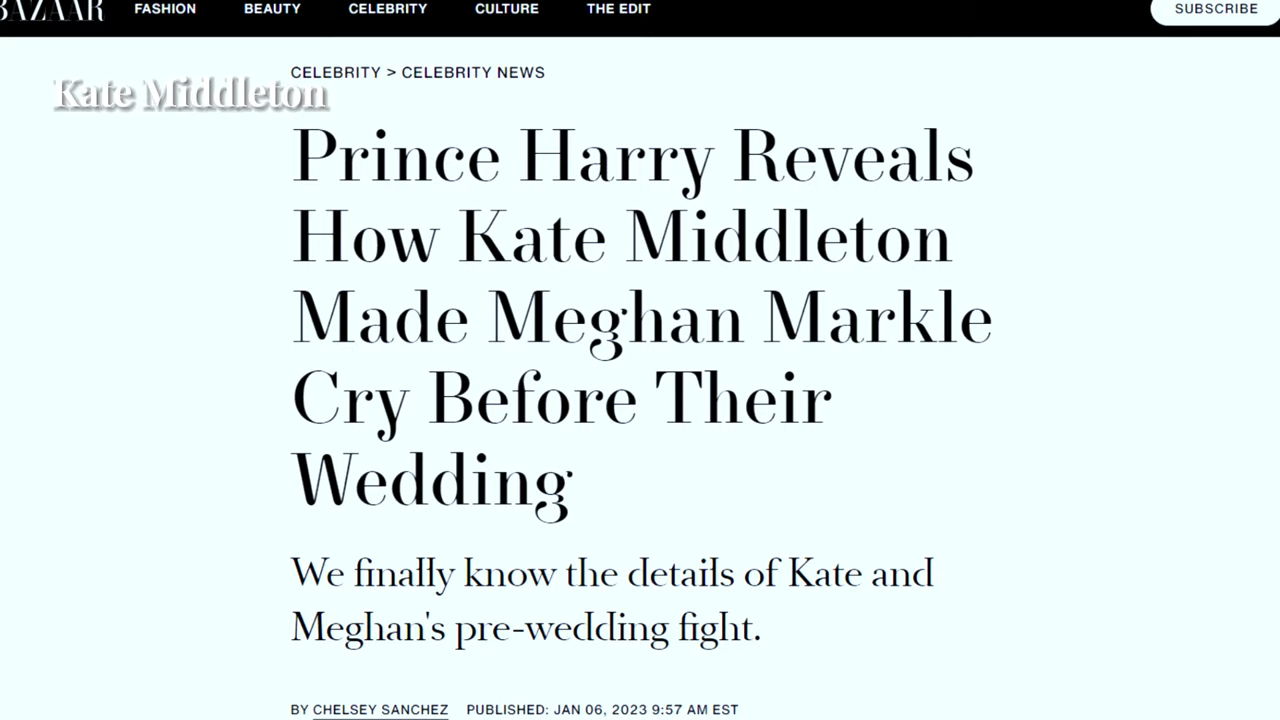 BAZAAR FASHION BEAUTY CELEBRITY CULTURE THE EDIT SUBSCRIBE
CELEBRITY > CELEBRITY NEWS
Kate Middleton
Prince Harry Reveals
How Kate Middleton
Made Meghan Markle
Cry Before Their
Wedding
We finally know the details of Kate and
Meghan's pre-wedding fight.
BY CHELSEY SANCHEZ PUBLISHED: JAN 06, 2023 9:57 AM EST